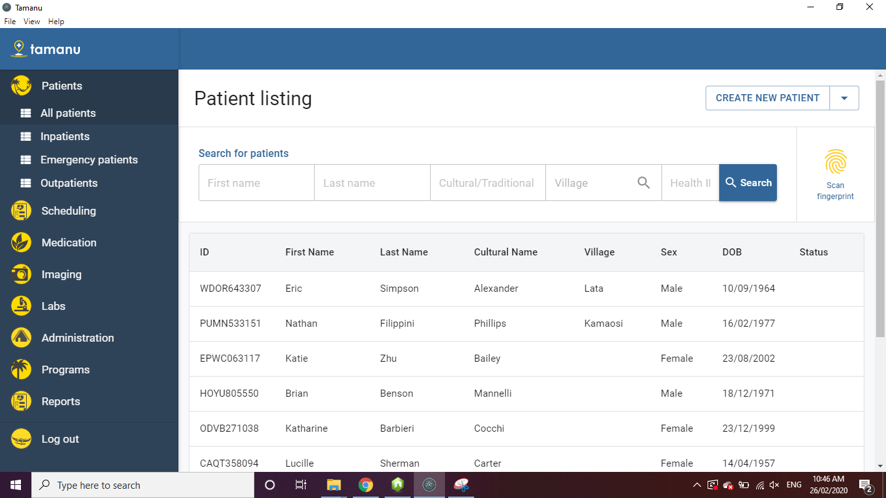 Tamanu
File View Help
tamanu
Patients
All patients
Inpatients
Emergency patients
Outpatients
Scheduling
Medication
Imaging
Labs
Administration
Programs
Reports
Log out
Patient listing
CREATE NEW PATIENT
Search for patients
First name Last name Cultural/Traditional Village Health II Search
Scan
fingerprint
ID First Name Last Name Cultural Name Village Sex DOB Status
WDOR643307 Eric Simpson Alexander Lata Male 10/09/1964
PUMN533151 Nathan Filippini Phillips Kamaosi Male 16/02/1977
EPWC063117 Katie Zhu Bailey Female 23/08/2002
HOYU805550 Brian Benson Mannelli Male 18/12/1971
ODVB271038 Katharine Barbieri Cocchi Female 23/12/1999
CAQT358094 Lucille Sherman Carter Female 14/04/1957
Type here to search
ENG
10:46 AM
26/02/2020
2